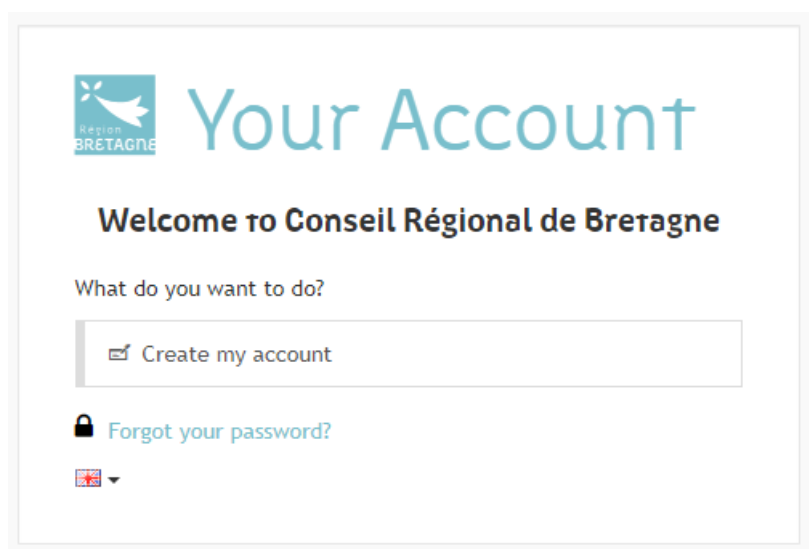 Région
BRETAGNE
Your Account
Welcome to Conseil Régional de Bretagne
What do you want to do?
Create my account
Forgot your password?